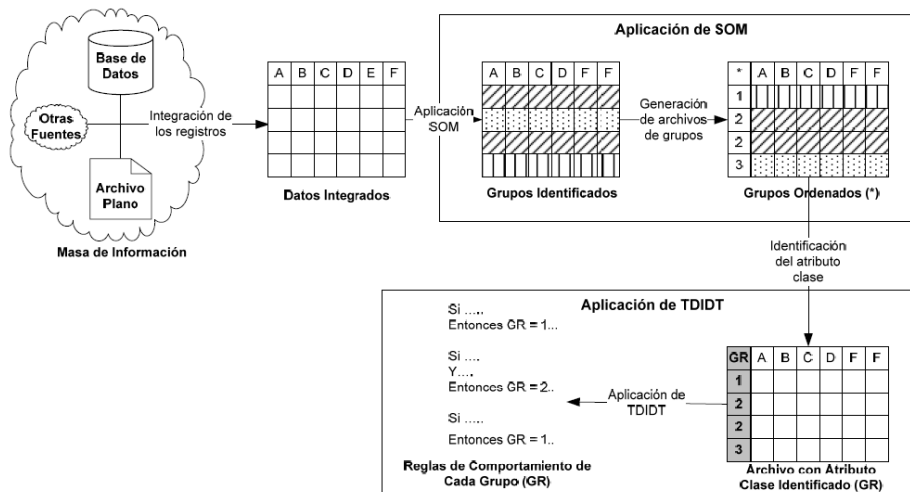 Base de
Datos
Otras
Fuentes
Archivo
Plano
Masa de Información
Integración de
los registros
A B C D E F
Datos Integrados
Aplicación
SOM
Aplicación de SOM
A B C D F F
Grupos Identificados
Generación
de archivos
de grupos
* A B C D F F
1
2
2
3
Grupos Ordenados (*)
Identificación
del atributo
clase
Aplicación de TDIDT
GR A B C D F F
1
2
2
3
Archivo con Atributo
Clase Identificado (GR)
Aplicación de
TDIDT
Si .....
Entonces GR = 1...
Si ....
Y....
Entonces GR = 2..
Si .....
Entonces GR = 1..
Reglas de Comportamiento de
Cada Grupo (GR)